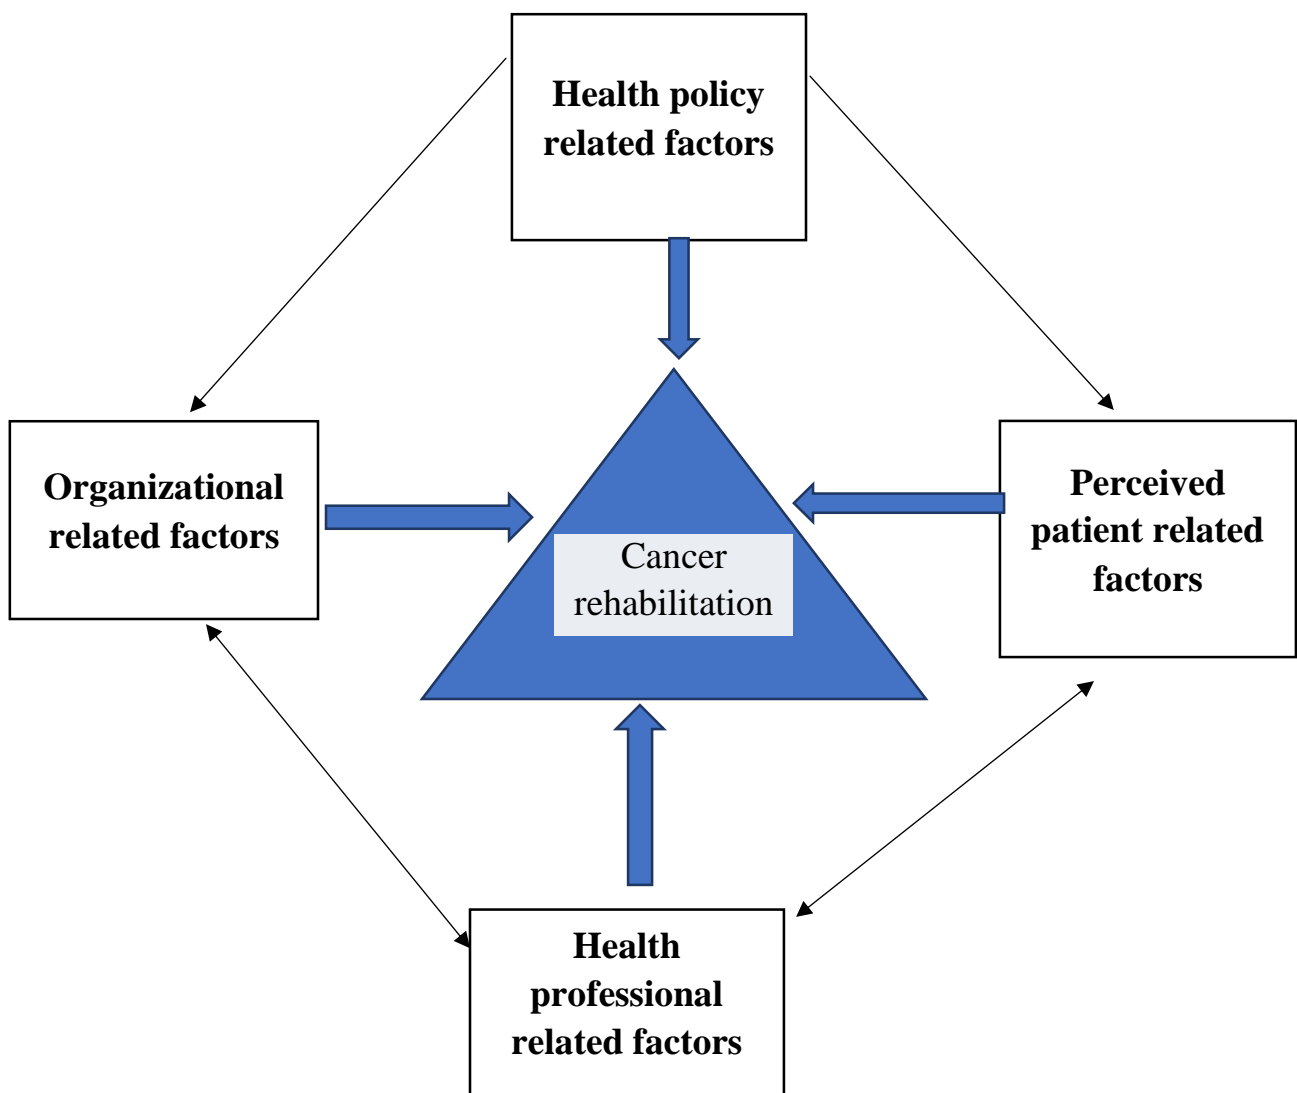 Health policy
related factors
Organizational
related factors
Perceived
patient related
factors
Cancer
rehabilitation
Health
professional
related factors